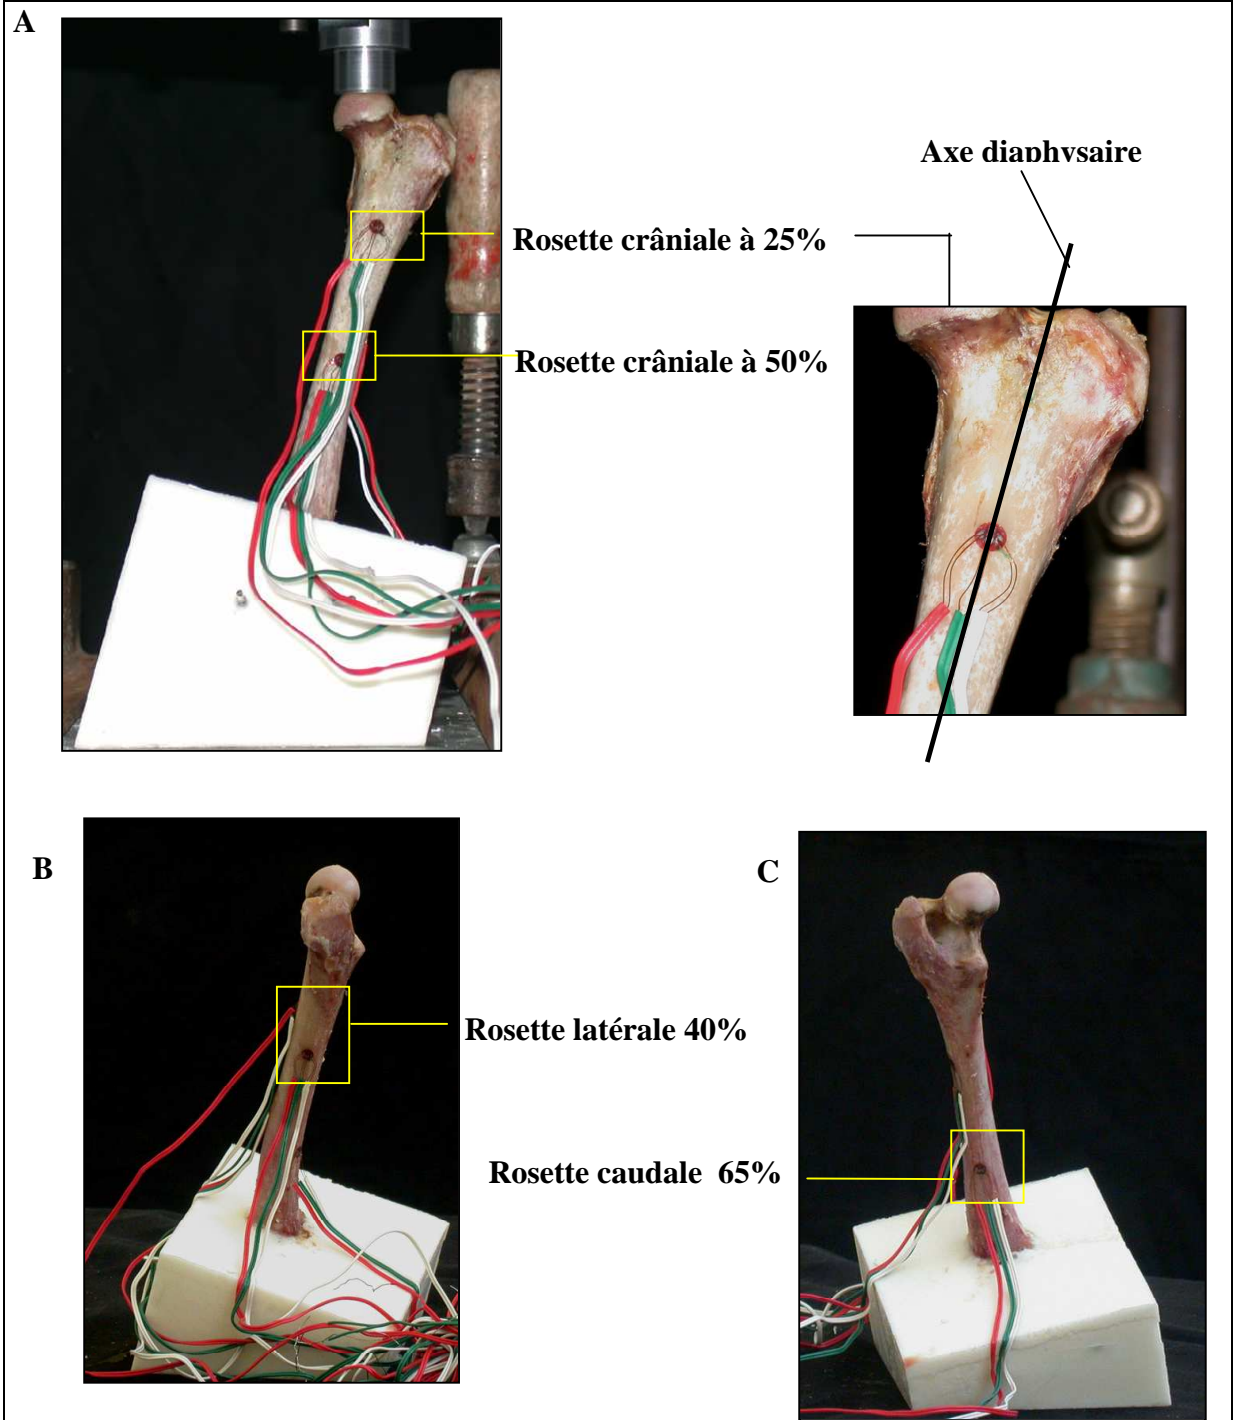 A
Axe diaphysaire
Rosette crâniale à 25%
Rosette crâniale à 50%
B
C
Rosette latérale 40%
Rosette caudale 65%